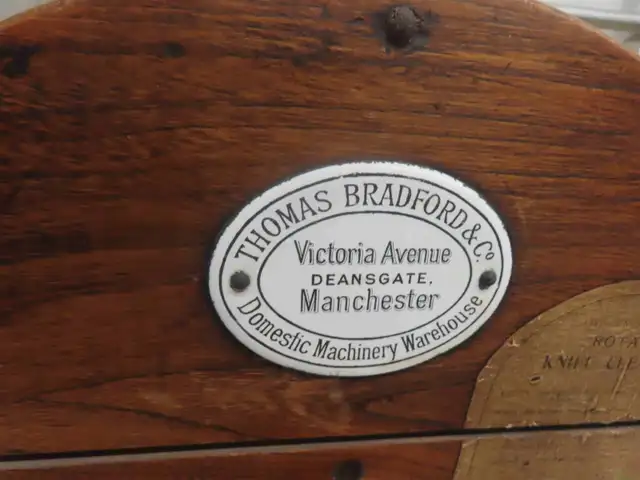 THOMAS BRADFORD & Co.
Victoria Avenue
DEANSGATE,
Manchester
Domestic Machinery Warehouse